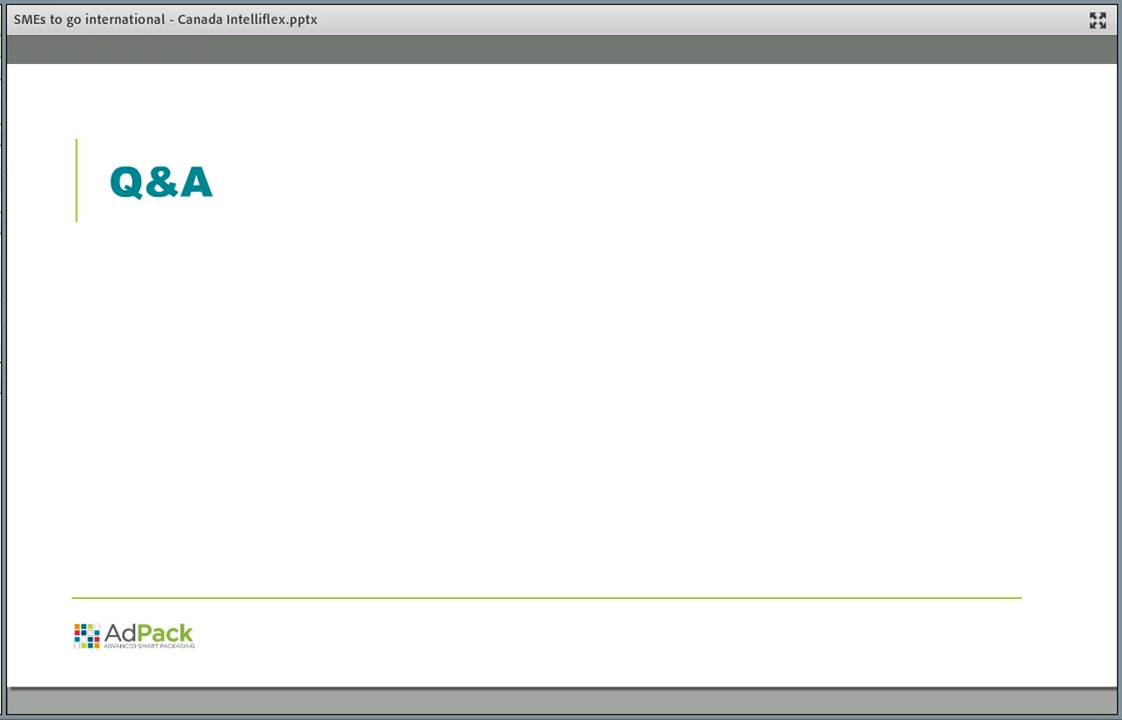 SMEs to go international - Canada Intelliflex.pptx
Q&A
AdPack
ADVANCED SMART PACKAGING